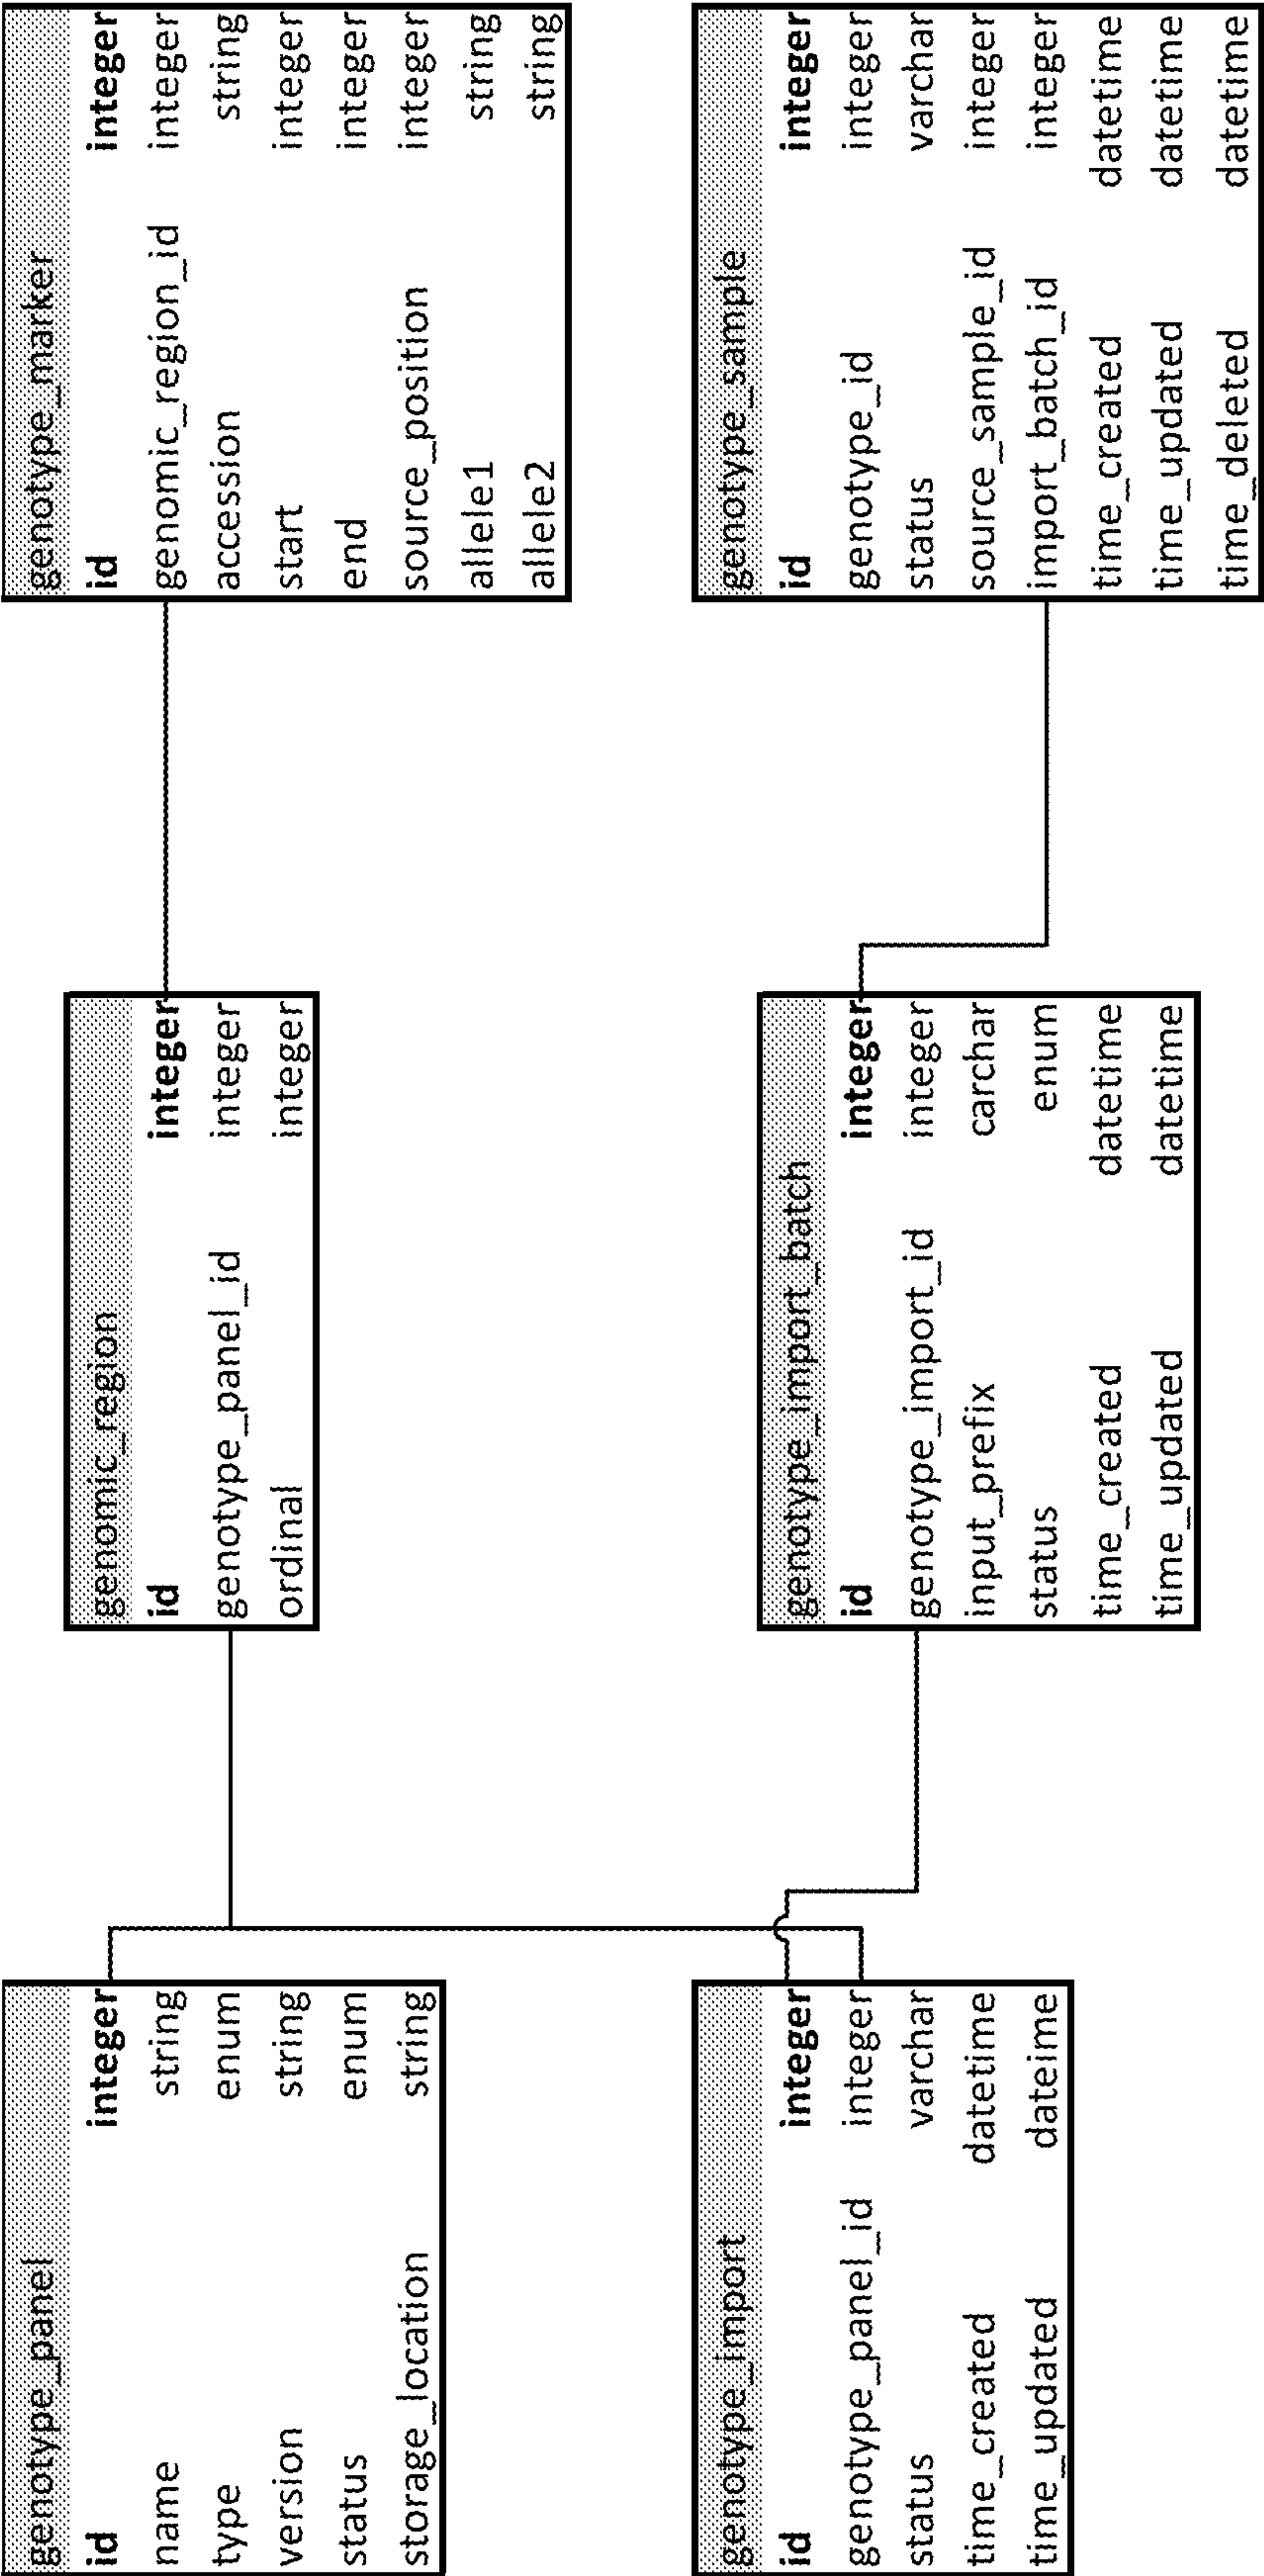 genotype_panel
id integer
name string
type enum
version string
status enum
storage_location string
genomic_region
id integer
genotype_panel_id integer
ordinal integer
genotype_marker
id integer
genomic_region_id integer
accession string
start integer
end integer
source_position integer
allele1 string
allele2 string
genotype_import
id integer
genotype_panel_id integer
status varchar
time_created datetime
time_updated dateime
genotype_import_batch
id integer
genotype_import_id integer
input_prefix carchar
status enum
time_created datetime
time_updated datetime
genotype_sample
id integer
genotype_id integer
status varchar
source_sample_id integer
import_batch_id integer
time_created datetime
time_updated datetime
time_deleted datetime